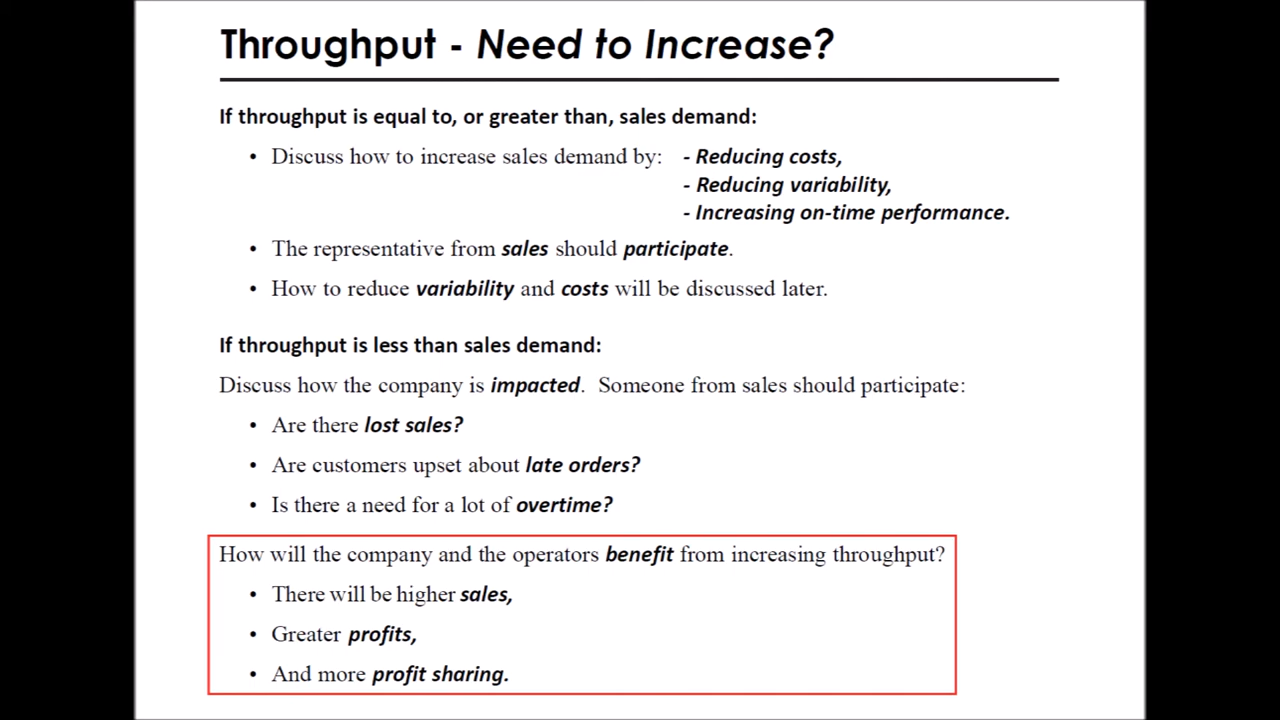 Throughput - Need to Increase?
If throughput is equal to, or greater than, sales demand:
• Discuss how to increase sales demand by: - Reducing costs,
- Reducing variability,
- Increasing on-time performance.
• The representative from sales should participate.
• How to reduce variability and costs will be discussed later.
If throughput is less than sales demand:
Discuss how the company is impacted. Someone from sales should participate:
• Are there lost sales?
• Are customers upset about late orders?
• Is there a need for a lot of overtime?
How will the company and the operators benefit from increasing throughput?
• There will be higher sales,
• Greater profits,
• And more profit sharing.